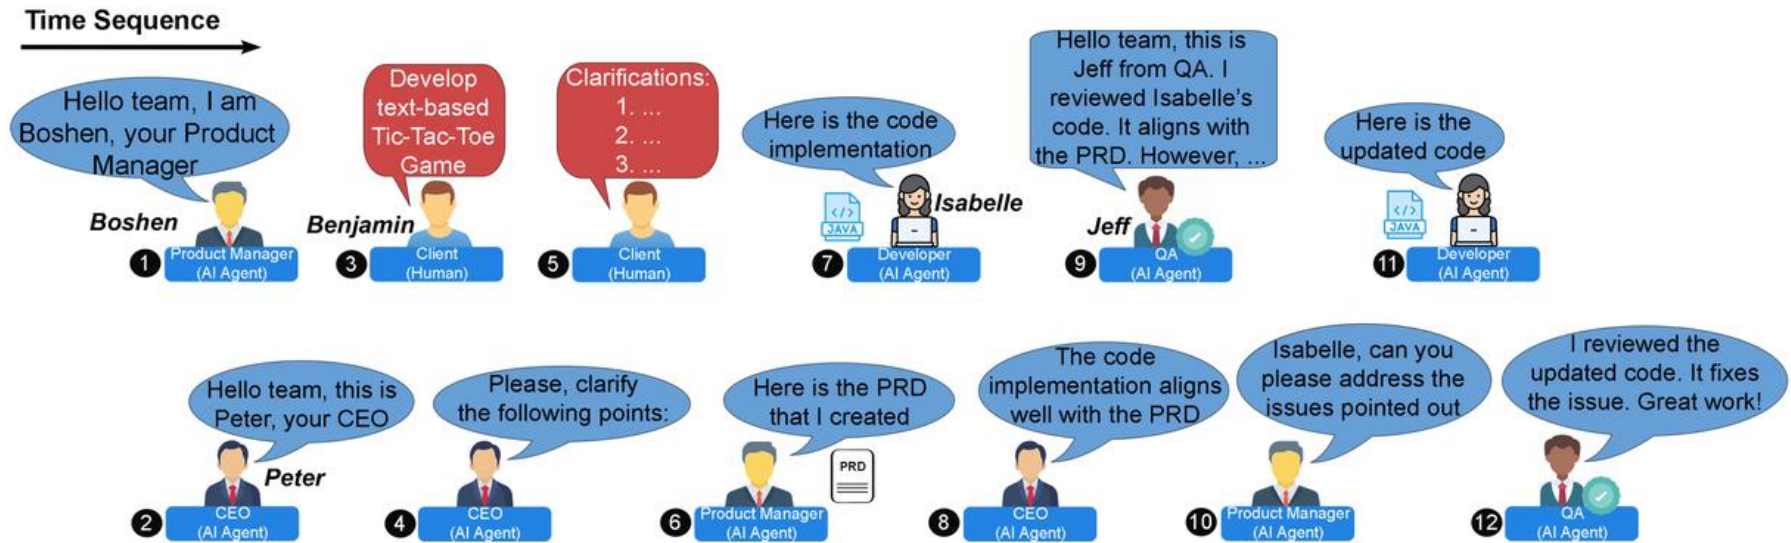 Time Sequence
Hello team, I am
Boshen, your Product
Manager
Boshen
1
Product Manager
(AI Agent)
Develop
text-based
Tic-Tac-Toe
Game
Benjamin
3
Client
(Human)
Clarifications:
1. ...
2. ...
3. ...
5
Client
(Human)
Here is the code
implementation
</>
JAVA
Isabelle
7
Developer
(AI Agent)
Hello team, this is
Jeff from QA. I
reviewed Isabelle's
code. It aligns with
the PRD. However, ...
Jeff
9
QA
(AI Agent)
Here is the
updated code
</>
JAVA
11
Developer
(AI Agent)
Hello team, this is
Peter, your CEO
Peter
2
CEO
(AI Agent)
Please, clarify
the following points:
4
CEO
(AI Agent)
Here is the PRD
that I created
PRD
6
Product Manager
(AI Agent)
The code
implementation aligns
well with the PRD
8
CEO
(AI Agent)
Isabelle, can you
please address the
issues pointed out
10
Product Manager
(AI Agent)
I reviewed the
updated code. It fixes
the issue. Great work!
12
QA
(AI Agent)